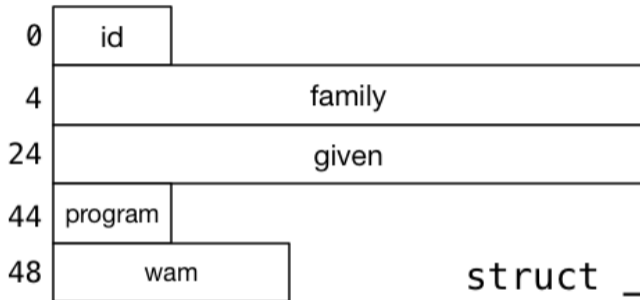 0 id
4 family
24 given
44 program
48 wam
struct _